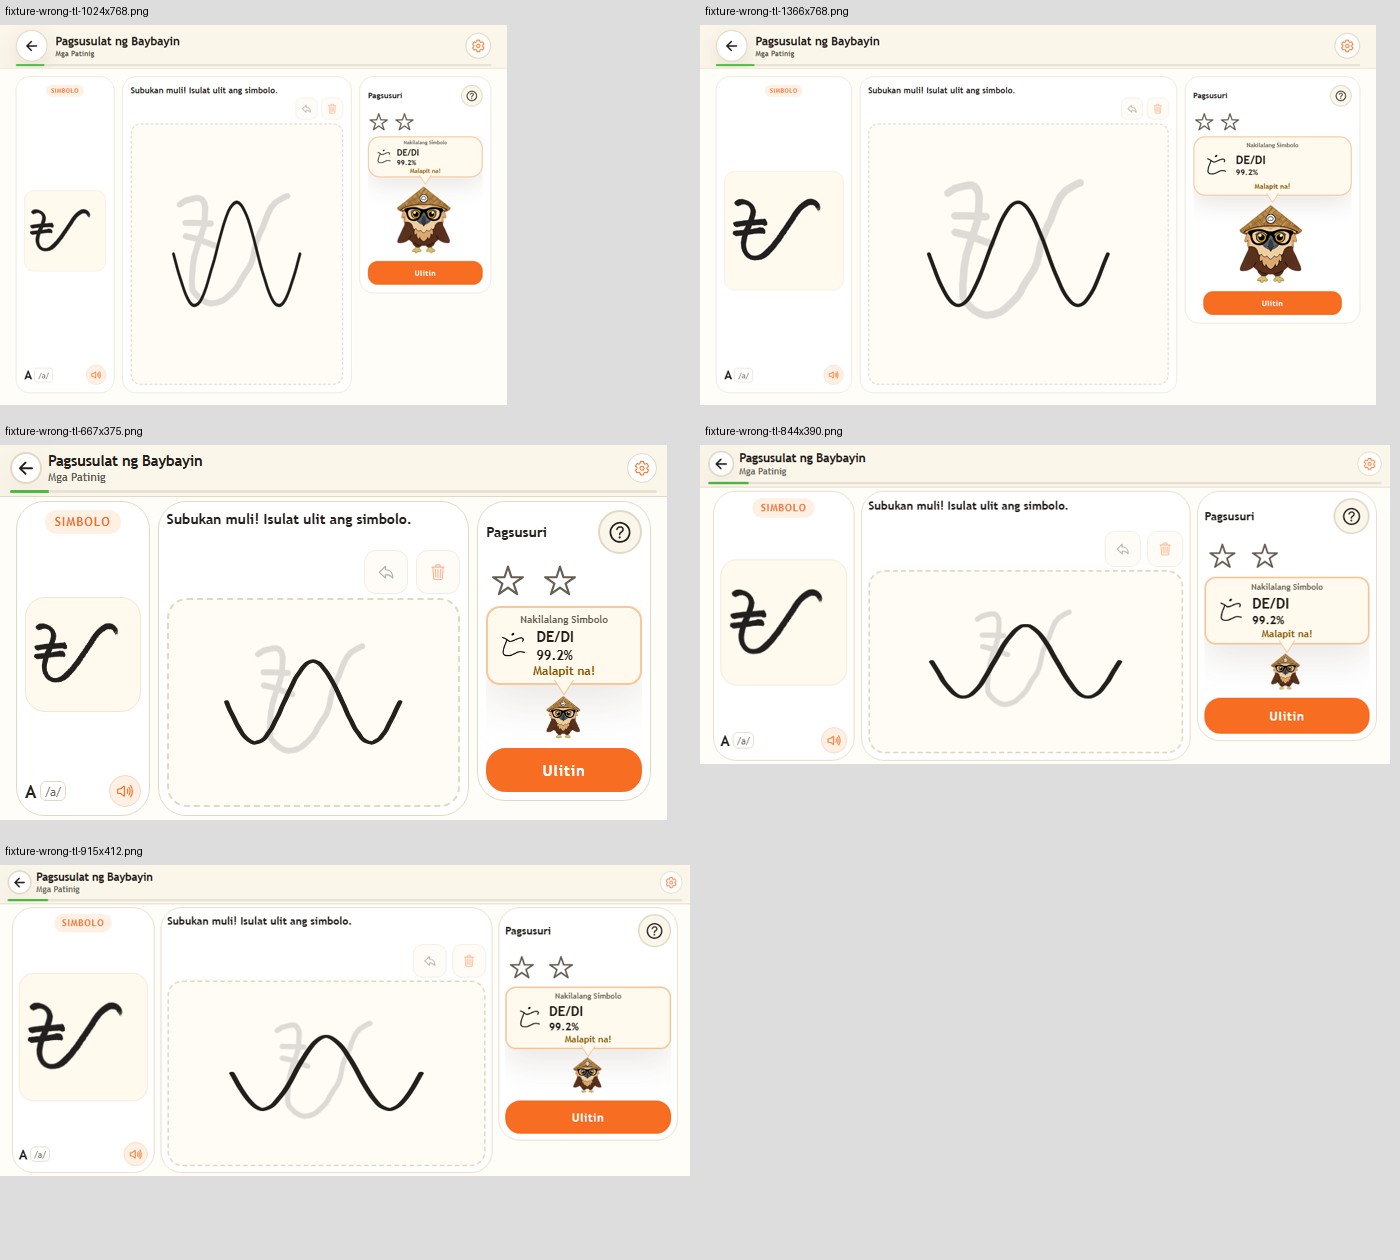 fixture-wrong-tl-1024x768.png
Pagsusulat ng Baybayin
Mga Patinig
SIMBOLO
Subukan muli! Isulat ulit ang simbolo.
Pagsusuri
Nakilalang Simbolo
DE/DI
99.2%
Malapit na!
Ulitin
A /a/
fixture-wrong-tl-1366x768.png
Pagsusulat ng Baybayin
Mga Patinig
SIMBOLO
Subukan muli! Isulat ulit ang simbolo.
Pagsusuri
Nakilalang Simbolo
DE/DI
99.2%
Malapit na!
Ulitin
A /a/
fixture-wrong-tl-667x375.png
Pagsusulat ng Baybayin
Mga Patinig
SIMBOLO
Subukan muli! Isulat ulit ang simbolo.
Pagsusuri
Nakilalang Simbolo
DE/DI
99.2%
Malapit na!
Ulitin
A /a/
fixture-wrong-tl-844x390.png
Pagsusulat ng Baybayin
Mga Patinig
SIMBOLO
Subukan muli! Isulat ulit ang simbolo.
Pagsusuri
Nakilalang Simbolo
DE/DI
99.2%
Malapit na!
Ulitin
A /a/
fixture-wrong-tl-915x412.png
Pagsusulat ng Baybayin
Mga Patinig
SIMBOLO
Subukan muli! Isulat ulit ang simbolo.
Pagsusuri
Nakilalang Simbolo
DE/DI
99.2%
Malapit na!
Ulitin
A /a/